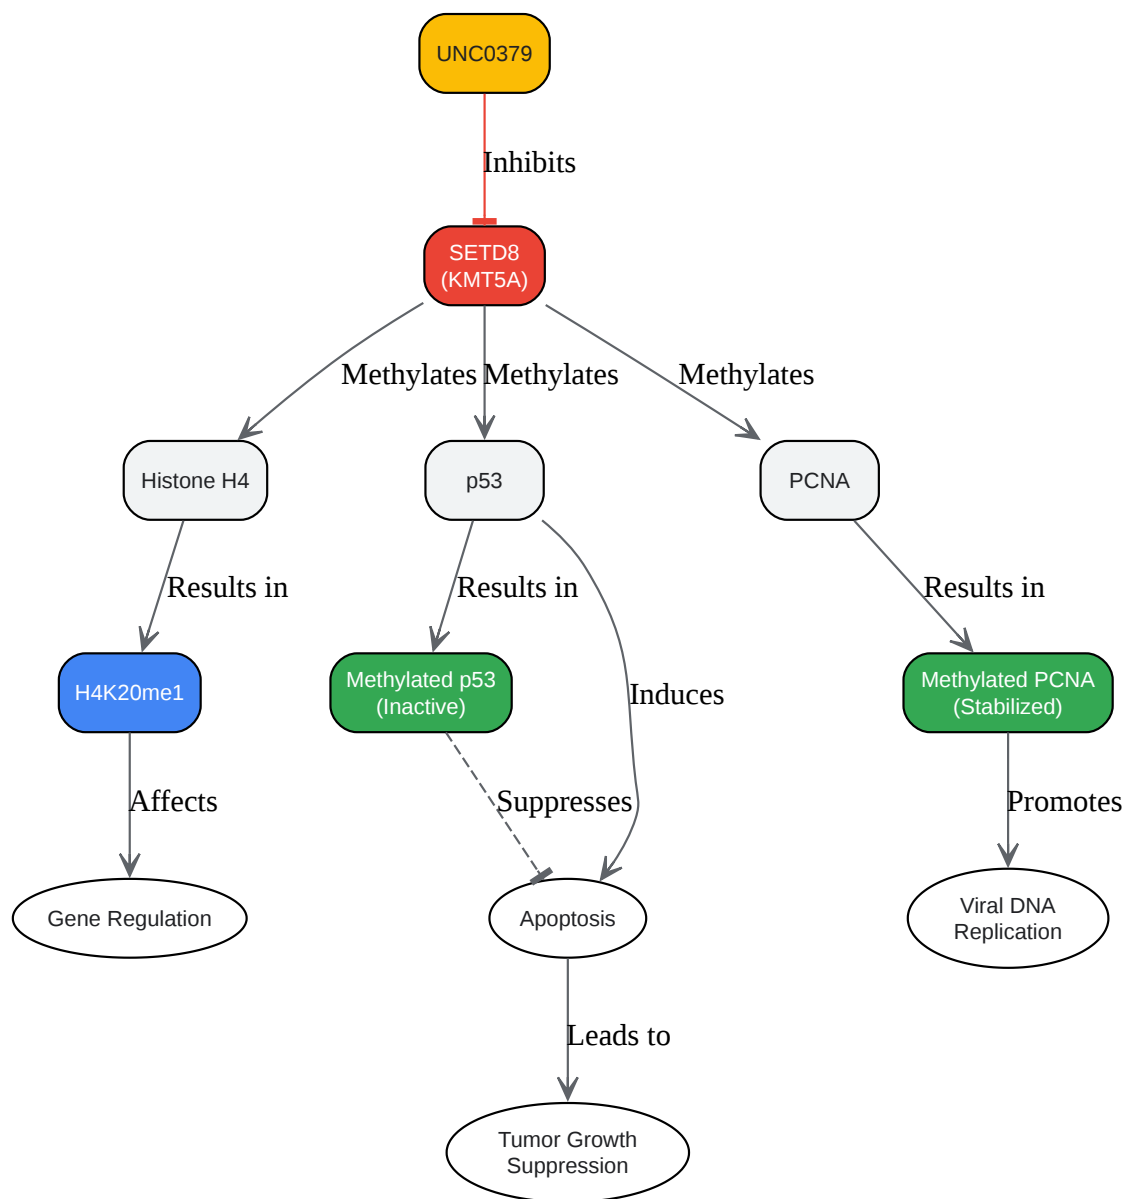 UNC0379
Inhibits
SETD8
(KMT5A)
Methylates
Methylates
Methylates
Histone H4
p53
PCNA
Results in
Results in
Results in
H4K20me1
Methylated p53
(Inactive)
Induces
Methylated PCNA
(Stabilized)
Affects
Suppresses
Promotes
Gene Regulation
Apoptosis
Viral DNA
Replication
Leads to
Tumor Growth
Suppression